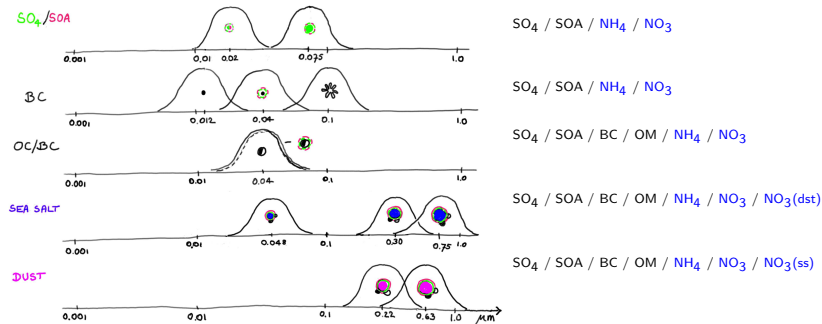 SO4/SOA
0.001 0.01 0.02 0.075 1.0
SO4 / SOA / NH4 / NO3
BC
0.001 0.012 0.04 0.1 1.0
SO4 / SOA / NH4 / NO3
OC/BC
0.001 0.01 0.04 0.1 1.0
SO4 / SOA / BC / OM / NH4 / NO3
SEA SALT
0.001 0.01 0.048 0.1 0.30 0.75 1.0
SO4 / SOA / BC / OM / NH4 / NO3 / NO3(dst)
DUST
0.001 0.01 0.1 0.22 0.63 1.0 μm
SO4 / SOA / BC / OM / NH4 / NO3 / NO3(ss)